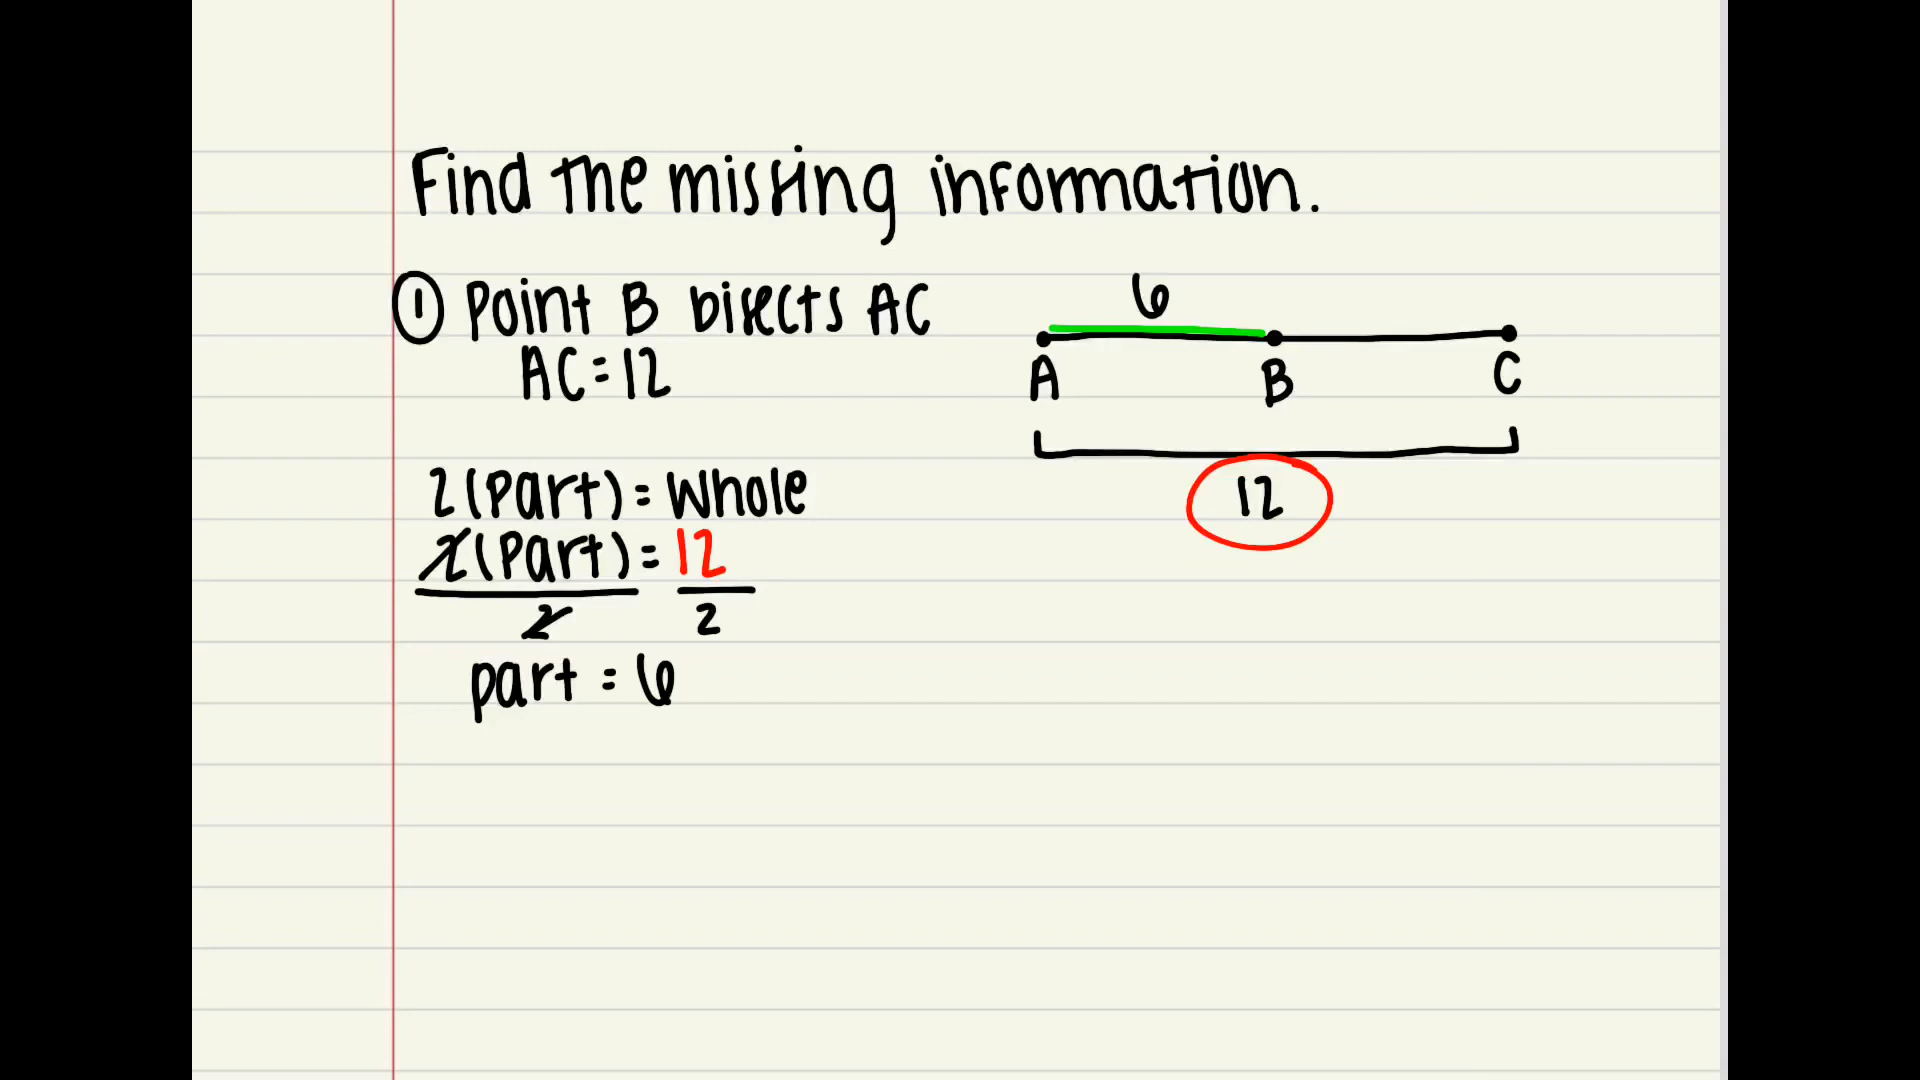 Find the missing information.
① Point B bisects AC
AC=12
6
A B C
12
2(Part) = Whole
2(Part) = 12
2 2
part = 6